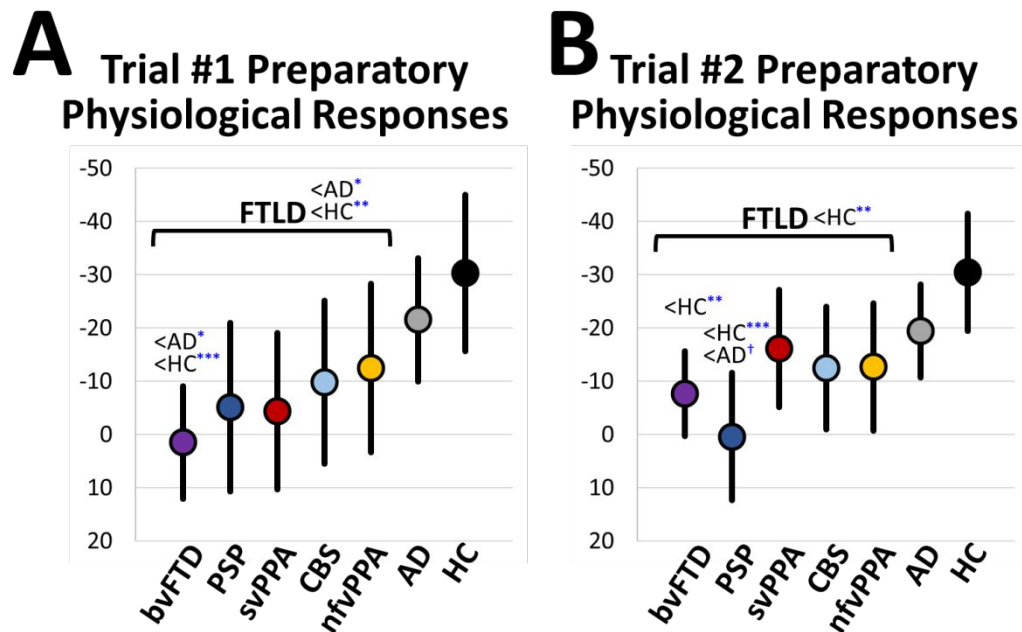 A
Trial #1 Preparatory
Physiological Responses
-50
-40
-30
-20
-10
0
10
20
<AD*
FTLD <HC**
<AD*
<HC***
bvFTD
PSP
svPPA
CBS
nfvPPA
AD
HC
B
Trial #2 Preparatory
Physiological Responses
-50
-40
-30
-20
-10
0
10
20
FTLD <HC**
<HC**
<HC***
<AD†
bvFTD
PSP
svPPA
CBS
nfvPPA
AD
HC